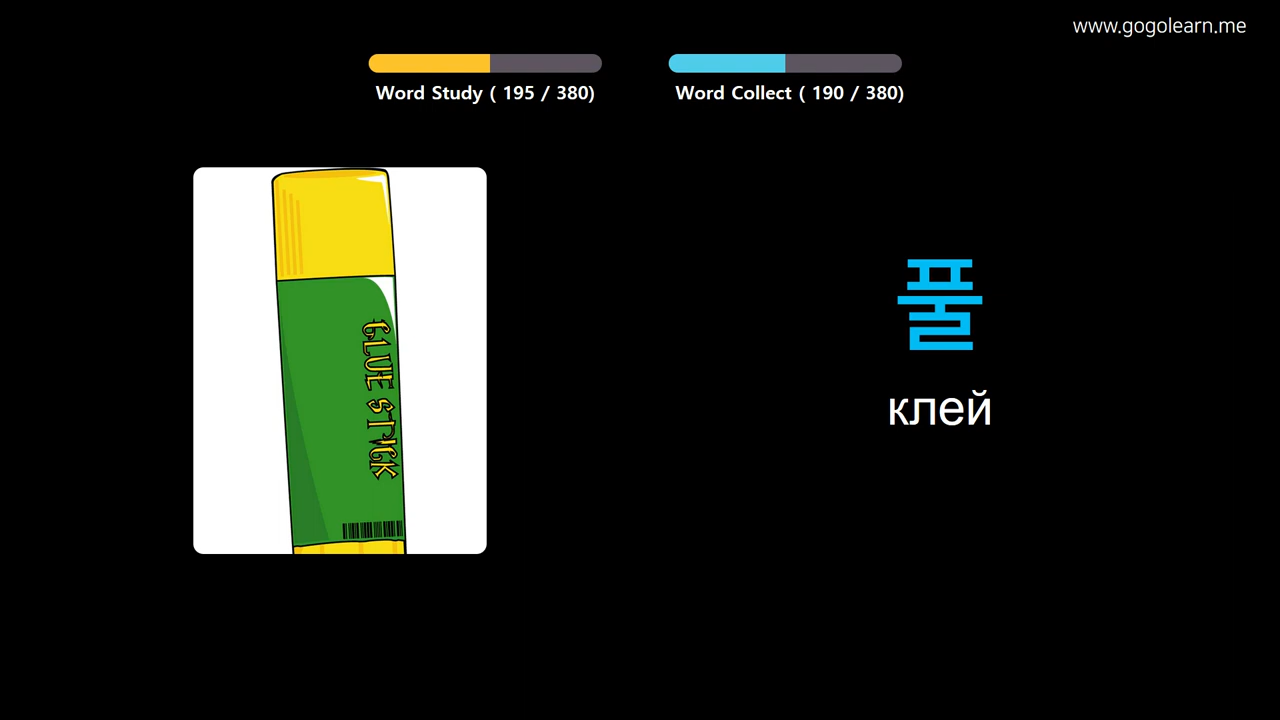 www.gogolearn.me
Word Study ( 195 / 380)
Word Collect ( 190 / 380)
GLUE STICK
풀
клей